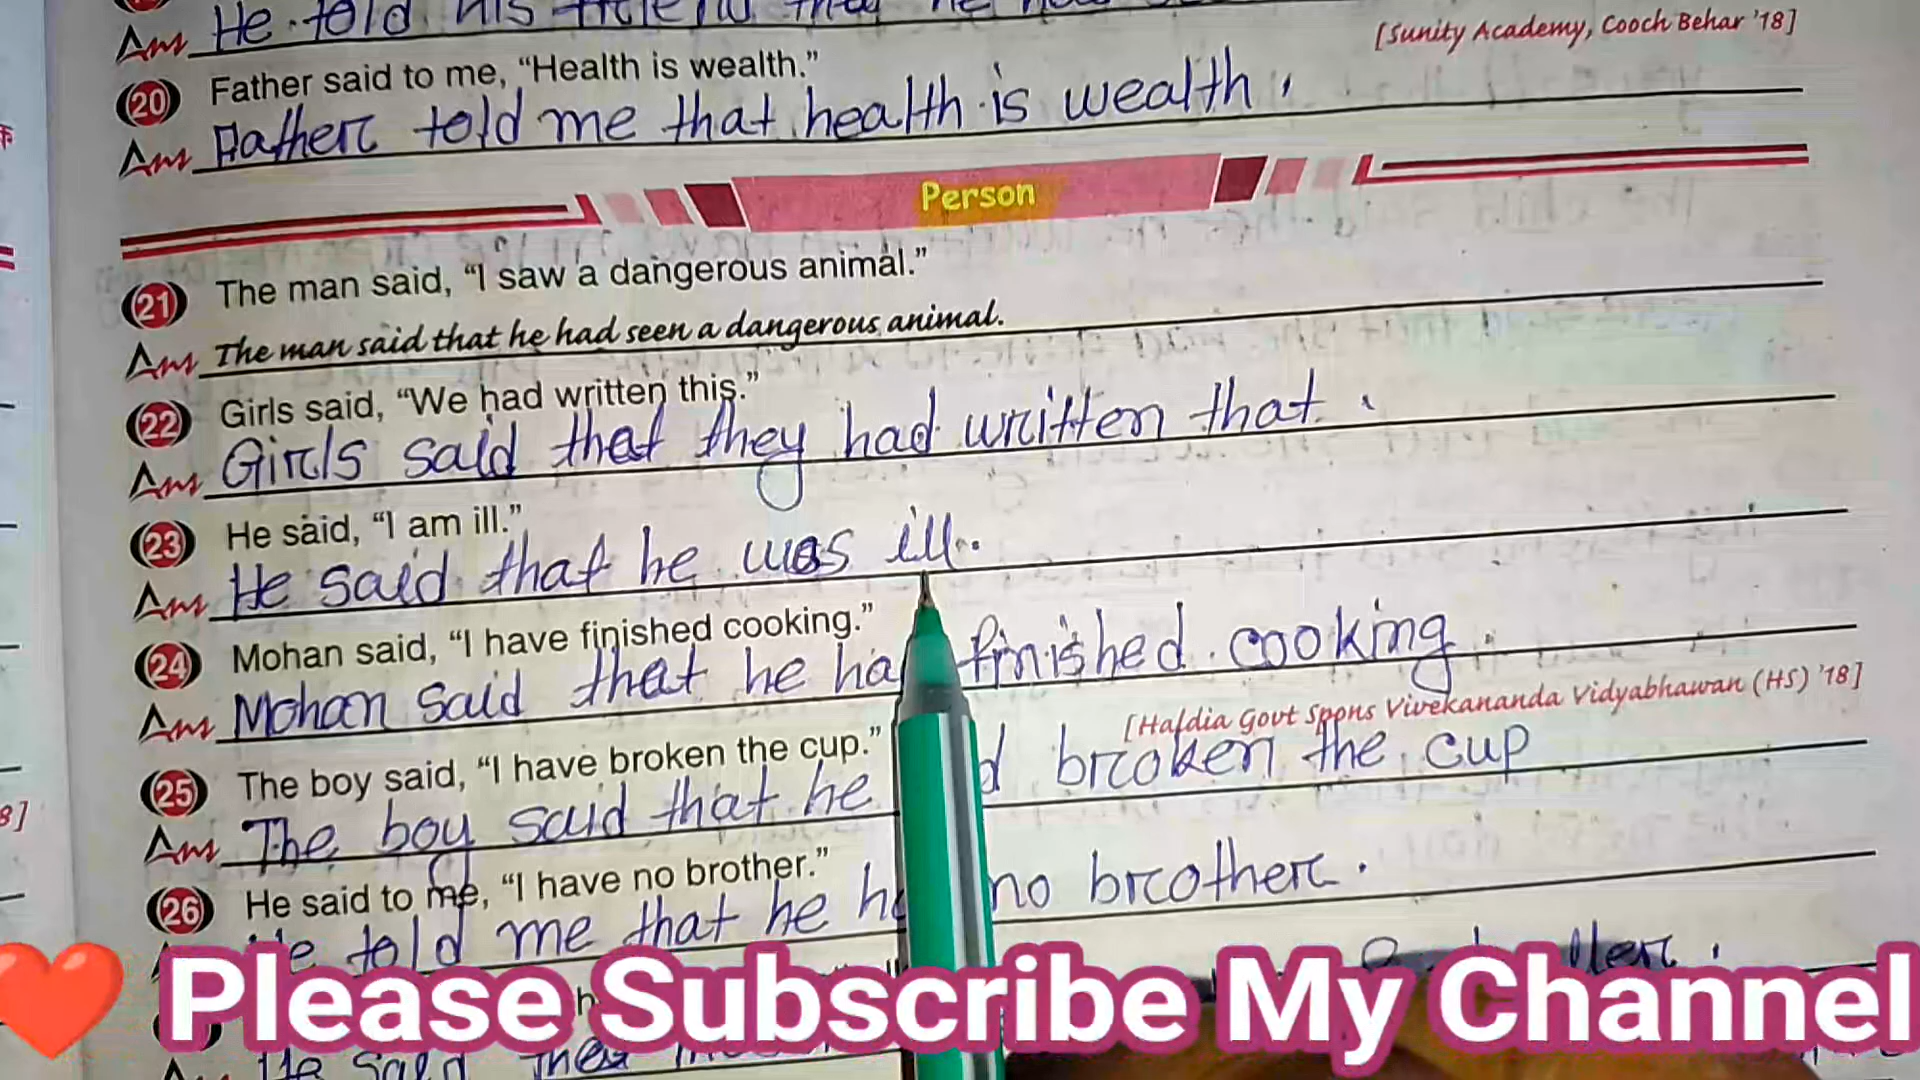 Ans He told his
[Sunity Academy, Cooch Behar '18]
20 Father said to me, “Health is wealth.”
Ans Father told me that health is wealth.
Person
21 The man said, “I saw a dangerous animal.”
Ans The man said that he had seen a dangerous animal.
22 Girls said, “We had written this.”
Ans Girls said that they had written that.
23 He said, “I am ill.”
Ans He said that he was ill.
24 Mohan said, “I have finished cooking.”
Ans Mohan said that he ha finished cooking.
[Haldia Govt Spons Vivekananda Vidyabhawan (HS) '18]
25 The boy said, “I have broken the cup.”
Ans The boy said that he d broken the cup
26 He said to me, “I have no brother.”
He told me that he h no brother.
8]
❤ Please Subscribe My Channel
He said